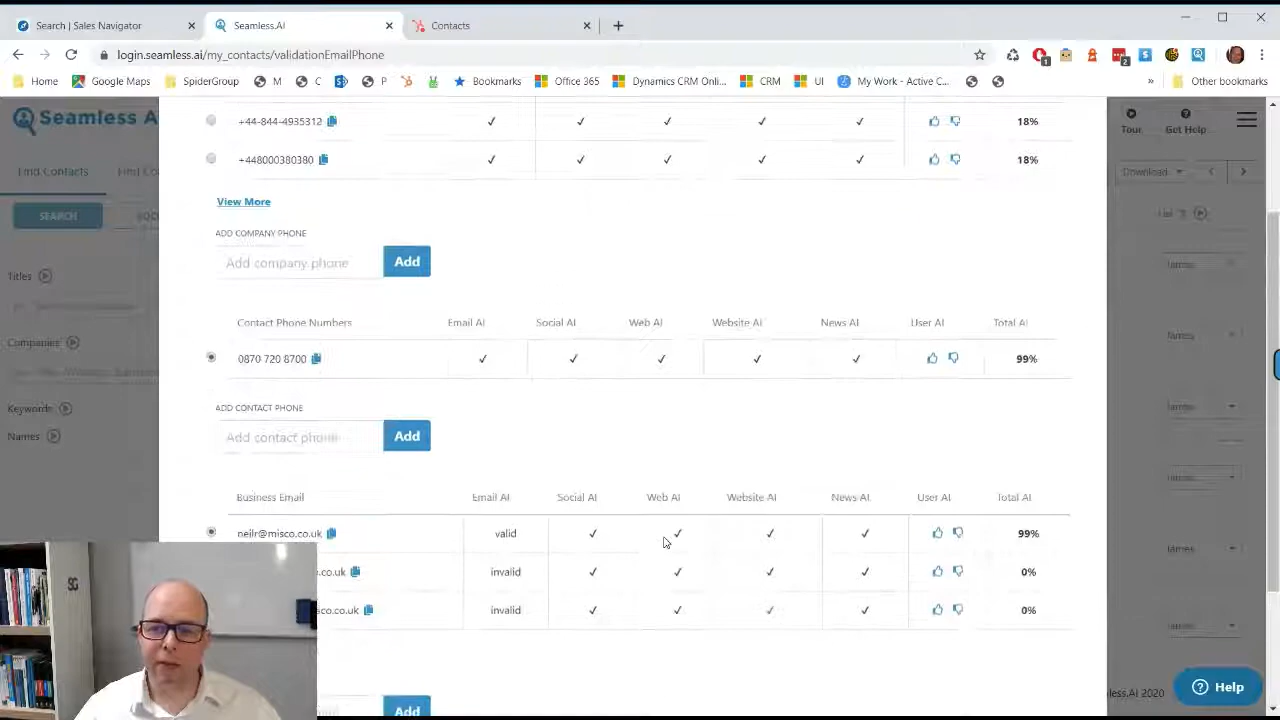 Search | Sales Navigator
Seamless.AI
Contacts
login.seamless.ai/my_contacts/validationEmailPhone
Home
Google Maps
SpiderGroup
M
C
P
Bookmarks
Office 365
Dynamics CRM Onl...
CRM
UI
My Work - Active C...
Other bookmarks
Seamless A
Tour
Get Help
Find Contacts
Find Co
Download
SEARCH
Titles
Companies
Keywords
Names
+44-844-4935312 ✓ ✓ ✓ ✓ ✓ 18%
+448000380380 ✓ ✓ ✓ ✓ ✓ 18%
View More
ADD COMPANY PHONE
Add company phone Add
Contact Phone Numbers Email AI Social AI Web AI Website AI News AI User AI Total AI
0870 720 8700 ✓ ✓ ✓ ✓ ✓ 99%
ADD CONTACT PHONE
Add contact phone Add
Business Email Email AI Social AI Web AI Website AI News AI User AI Total AI
neilr@misco.co.uk valid ✓ ✓ ✓ ✓ 99%
.co.uk invalid ✓ ✓ ✓ ✓ 0%
sco.co.uk invalid ✓ ✓ ✓ ✓ 0%
Add
Help
less.AI 2020